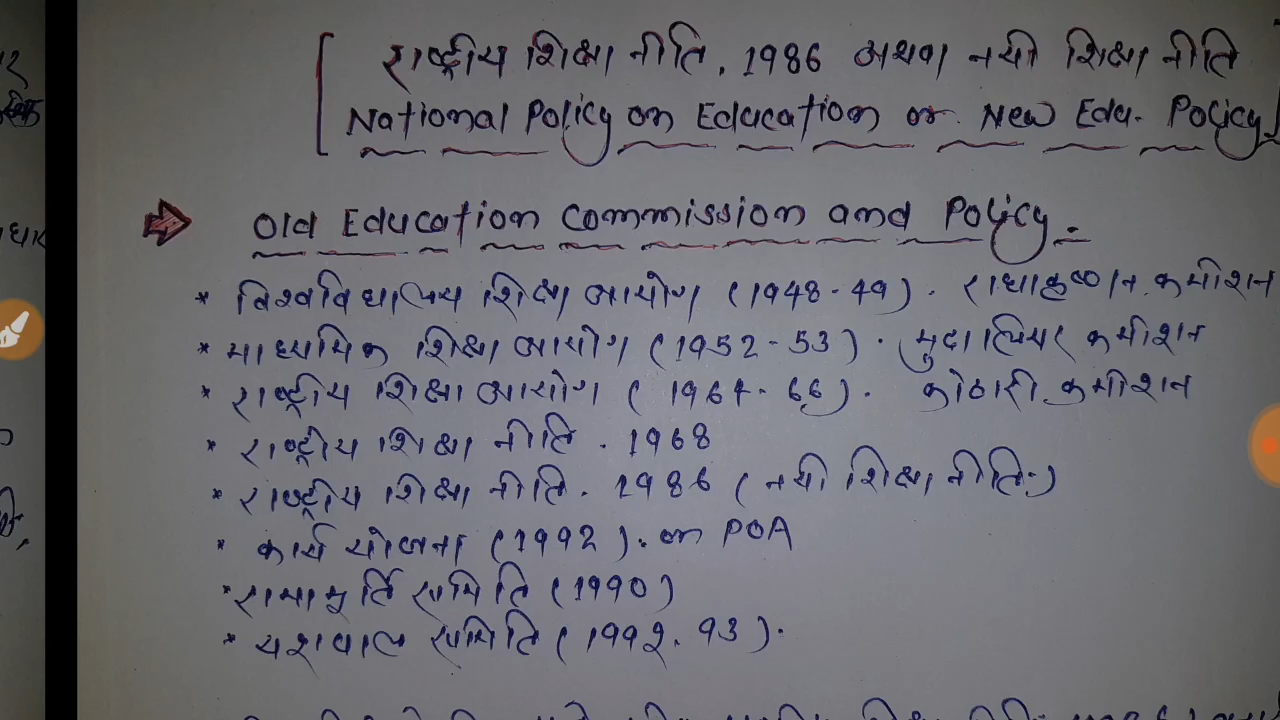 राष्ट्रीय शिक्षा नीति, 1986 अथवा नयी शिक्षा नीति
National Policy on Education or New Edu. Policy
Old Education Commission and Policy.
* विश्वविद्यालय शिक्षा आयोग (1948-49). राधाकृष्णन कमीशन
* माध्यमिक शिक्षा आयोग (1952-53). मुदालियर कमीशन
* राष्ट्रीय शिक्षा आयोग (1964-66). कोठारी कमीशन
* राष्ट्रीय शिक्षा नीति. 1968
* राष्ट्रीय शिक्षा नीति. 1986 (नयी शिक्षा नीति-)
* कार्य योजना (1992). on POA
* रामामूर्ति समिति (1990)
* यशपाल समिति (1992.93).